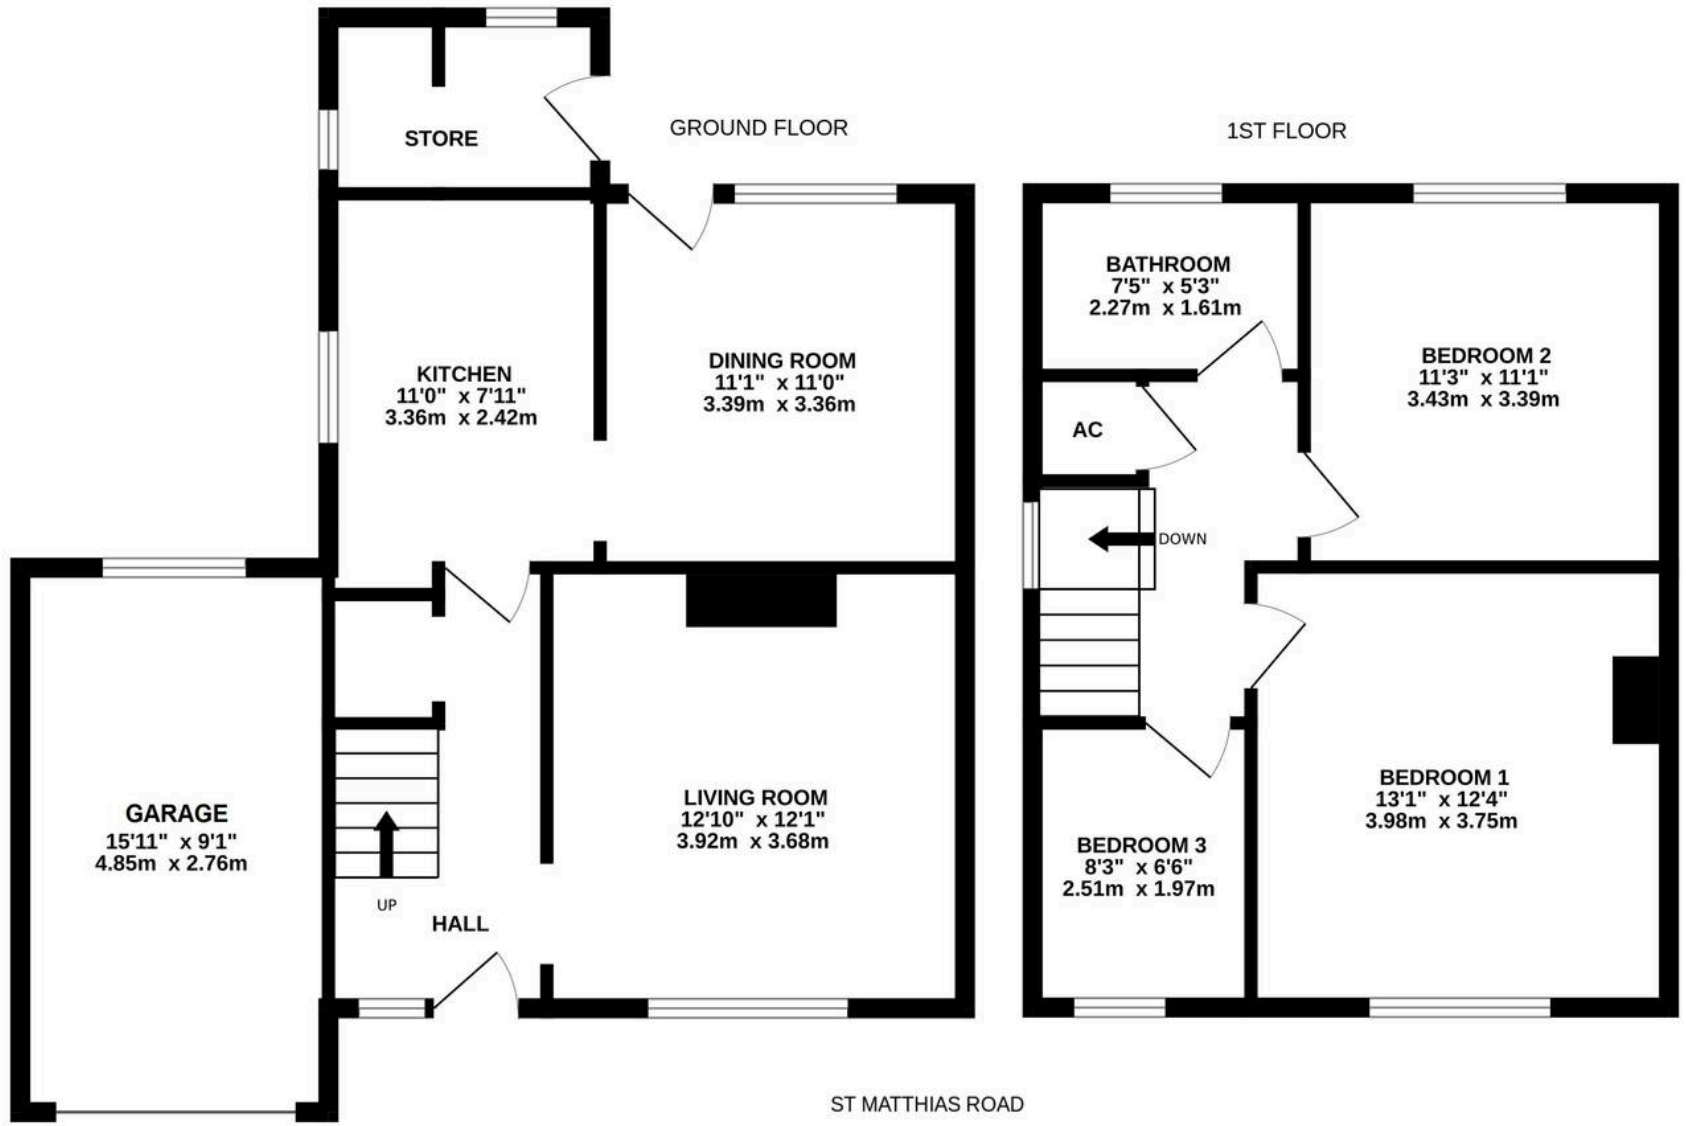 GROUND FLOOR
STORE
KITCHEN
11'0" x 7'11"
3.36m x 2.42m
DINING ROOM
11'1" x 11'0"
3.39m x 3.36m
GARAGE
15'11" x 9'1"
4.85m x 2.76m
UP
HALL
LIVING ROOM
12'10" x 12'1"
3.92m x 3.68m
1ST FLOOR
BATHROOM
7'5" x 5'3"
2.27m x 1.61m
BEDROOM 2
11'3" x 11'1"
3.43m x 3.39m
AC
DOWN
BEDROOM 1
13'1" x 12'4"
3.98m x 3.75m
BEDROOM 3
8'3" x 6'6"
2.51m x 1.97m
ST MATTHIAS ROAD